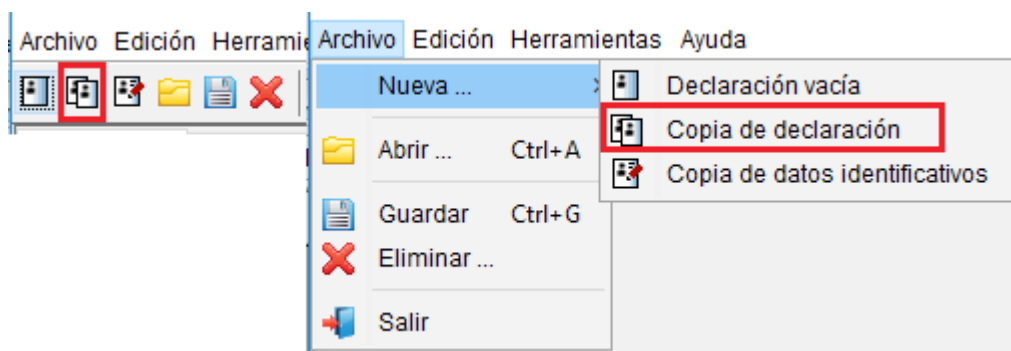 Archivo Edición Herramie
Archivo Edición Herramientas Ayuda
Nueva ...
Declaración vacía
Copia de declaración
Copia de datos identificativos
Abrir ... Ctrl+A
Guardar Ctrl+G
Eliminar ...
Salir